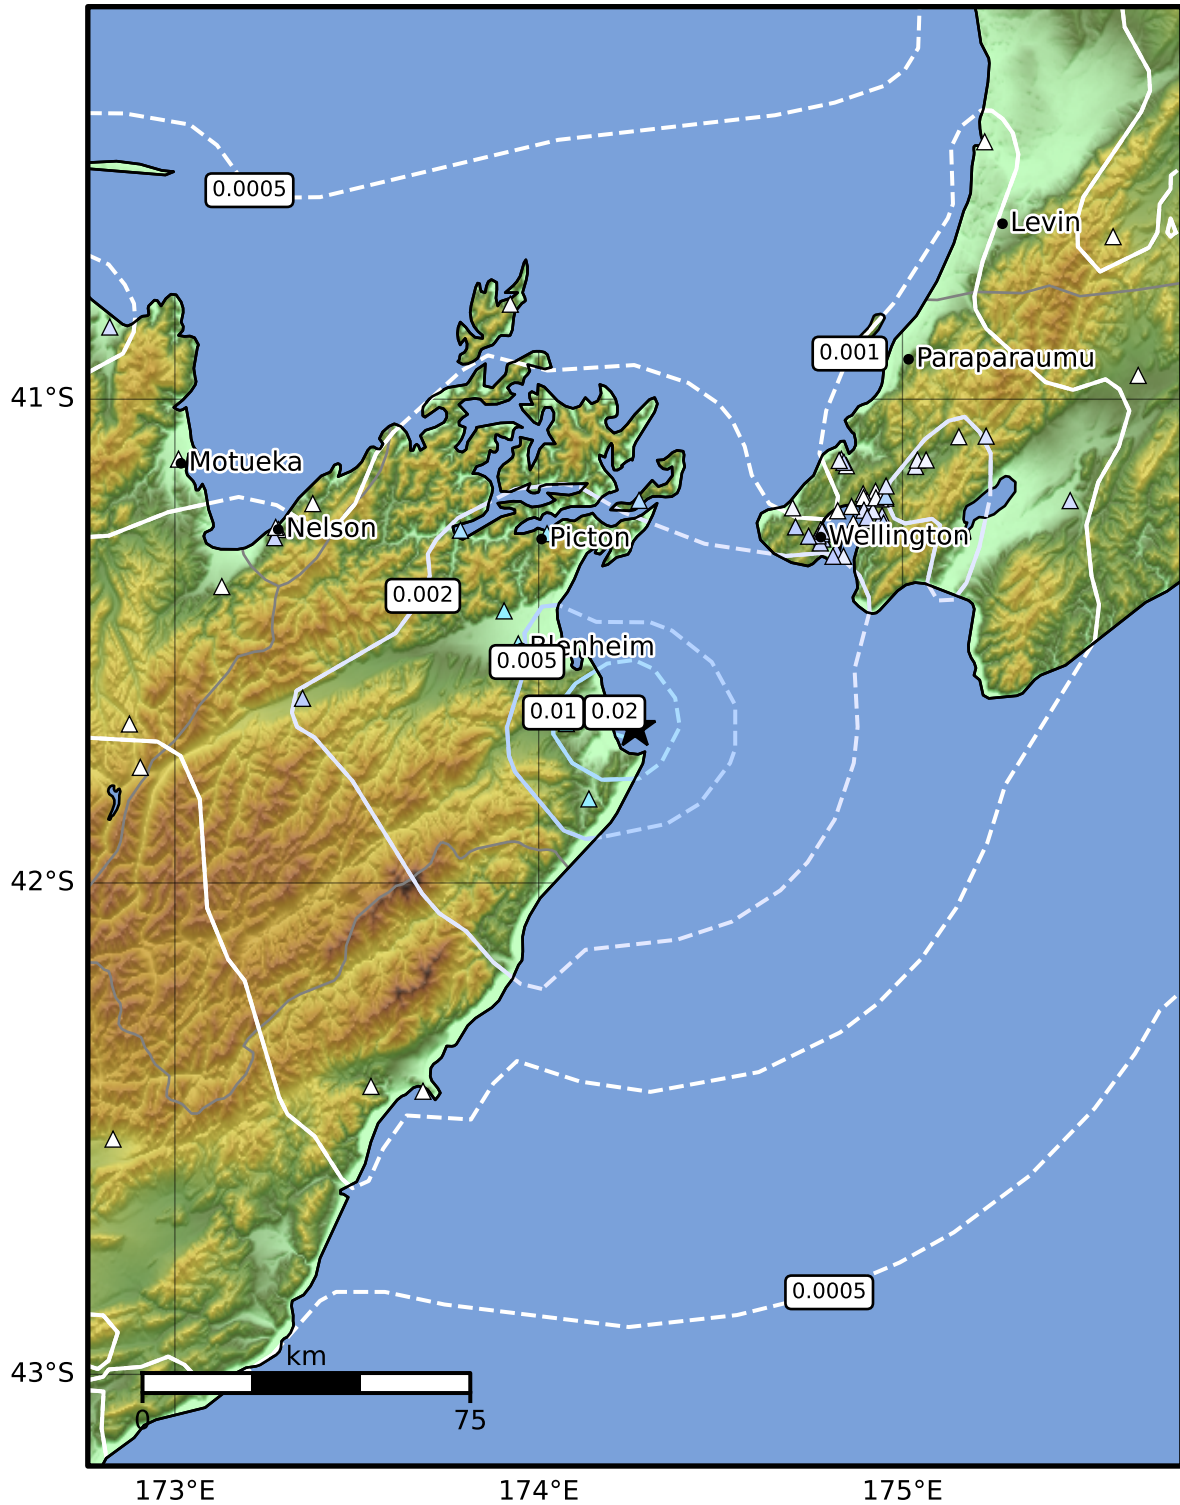 0.0005
Levin
0.001
Paraparaumu
41°S
Motueka
Nelson
Picton
Wellington
0.002
Blenheim
0.005
0.01
0.02
42°S
0.0005
43°S
km
0
75
173°E
174°E
175°E